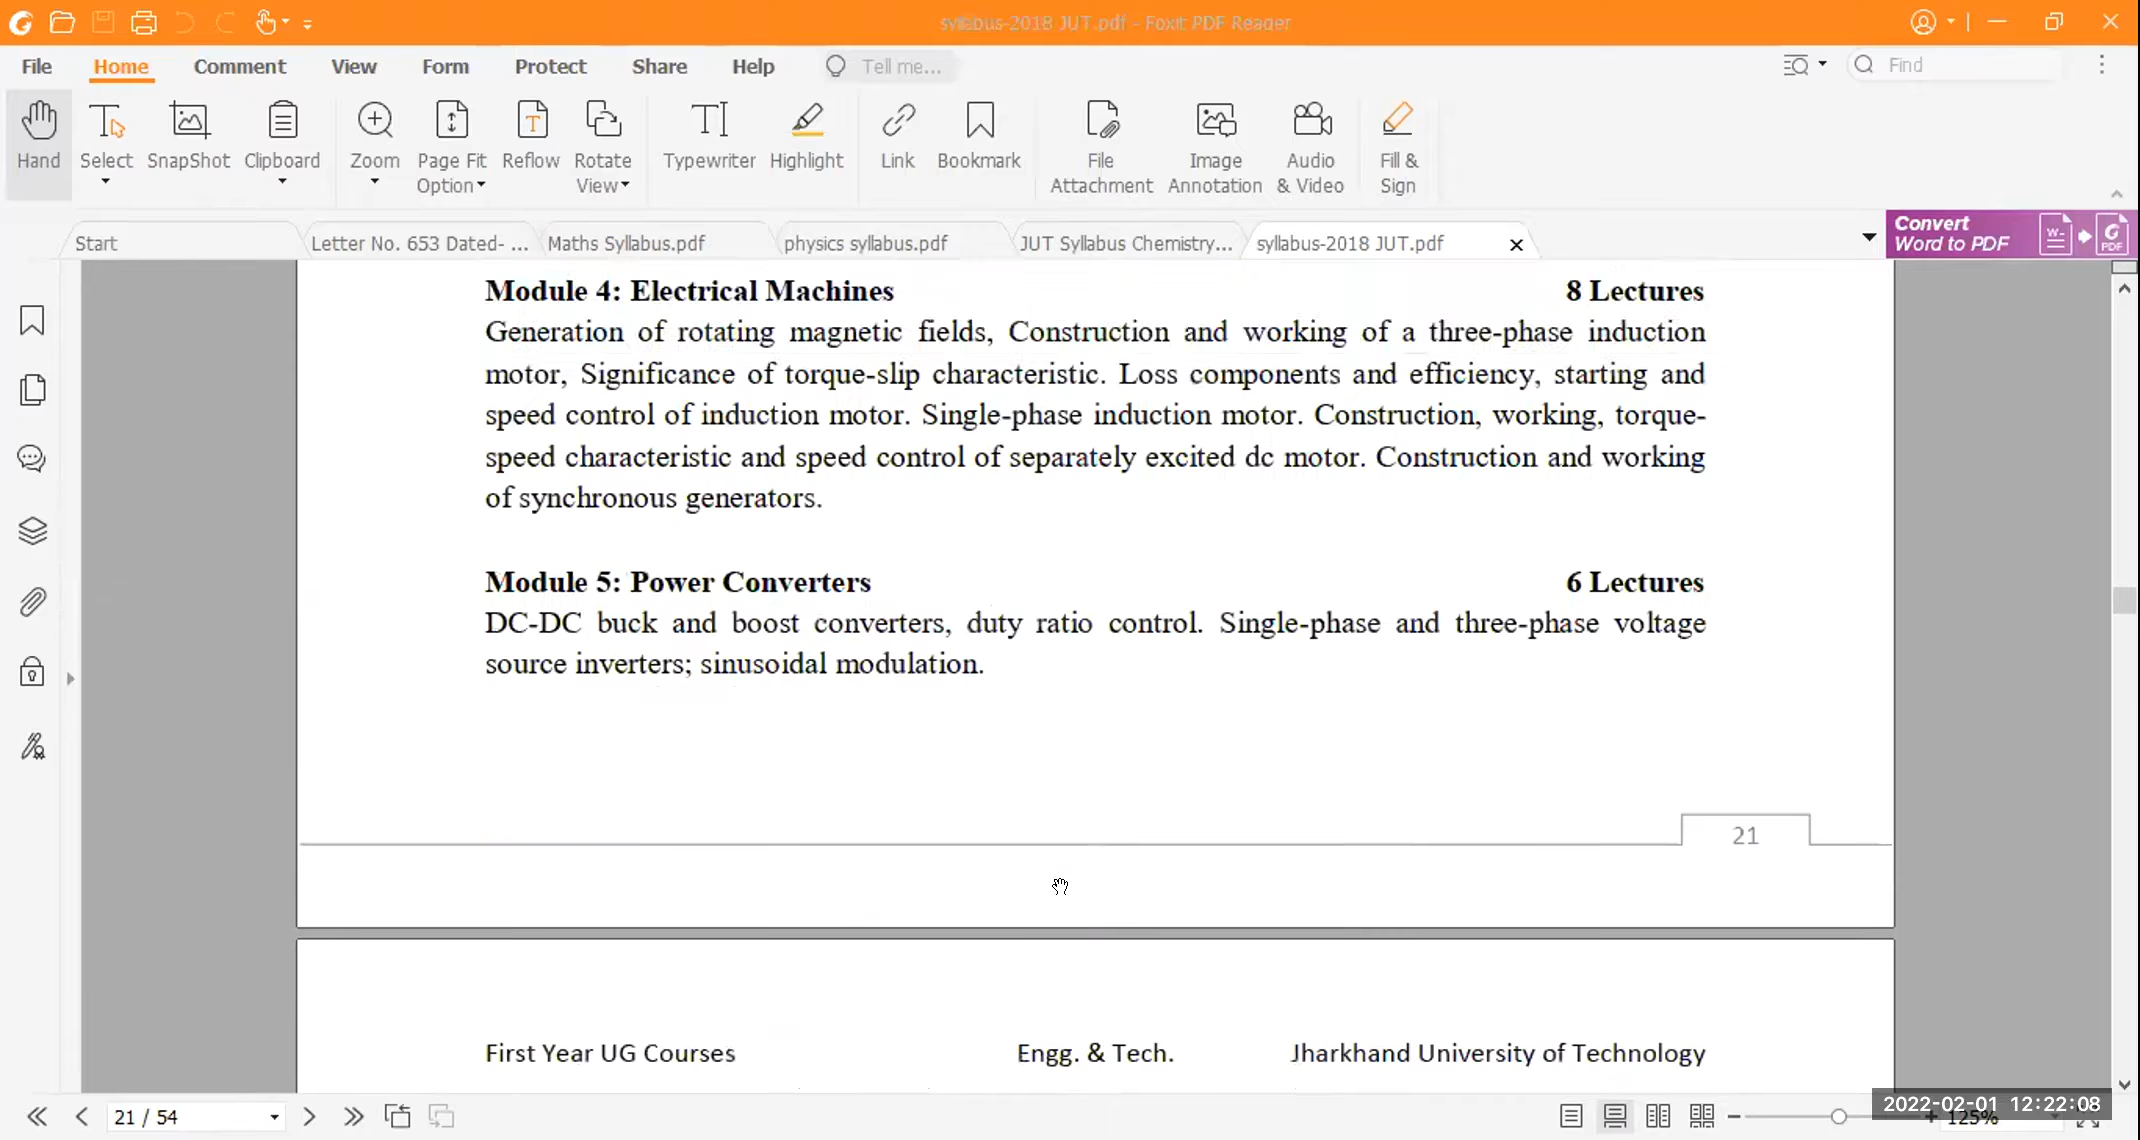 syllabus-2018 JUT.pdf - Foxit PDF Reader
File Home Comment View Form Protect Share Help Tell me... Find
Hand Select SnapShot Clipboard Zoom Page Fit Option Reflow Rotate View Typewriter Highlight Link Bookmark File Attachment Image Annotation Audio & Video Fill & Sign
Start Letter No. 653 Dated- ... Maths Syllabus.pdf physics syllabus.pdf JUT Syllabus Chemistry... syllabus-2018 JUT.pdf
Convert
Word to PDF
Module 4: Electrical Machines 8 Lectures
Generation of rotating magnetic fields, Construction and working of a three-phase induction
motor, Significance of torque-slip characteristic. Loss components and efficiency, starting and
speed control of induction motor. Single-phase induction motor. Construction, working, torque-
speed characteristic and speed control of separately excited dc motor. Construction and working
of synchronous generators.
Module 5: Power Converters 6 Lectures
DC-DC buck and boost converters, duty ratio control. Single-phase and three-phase voltage
source inverters; sinusoidal modulation.
21
First Year UG Courses Engg. & Tech. Jharkhand University of Technology
21 / 54
2022-02-01 12:22:08
125%